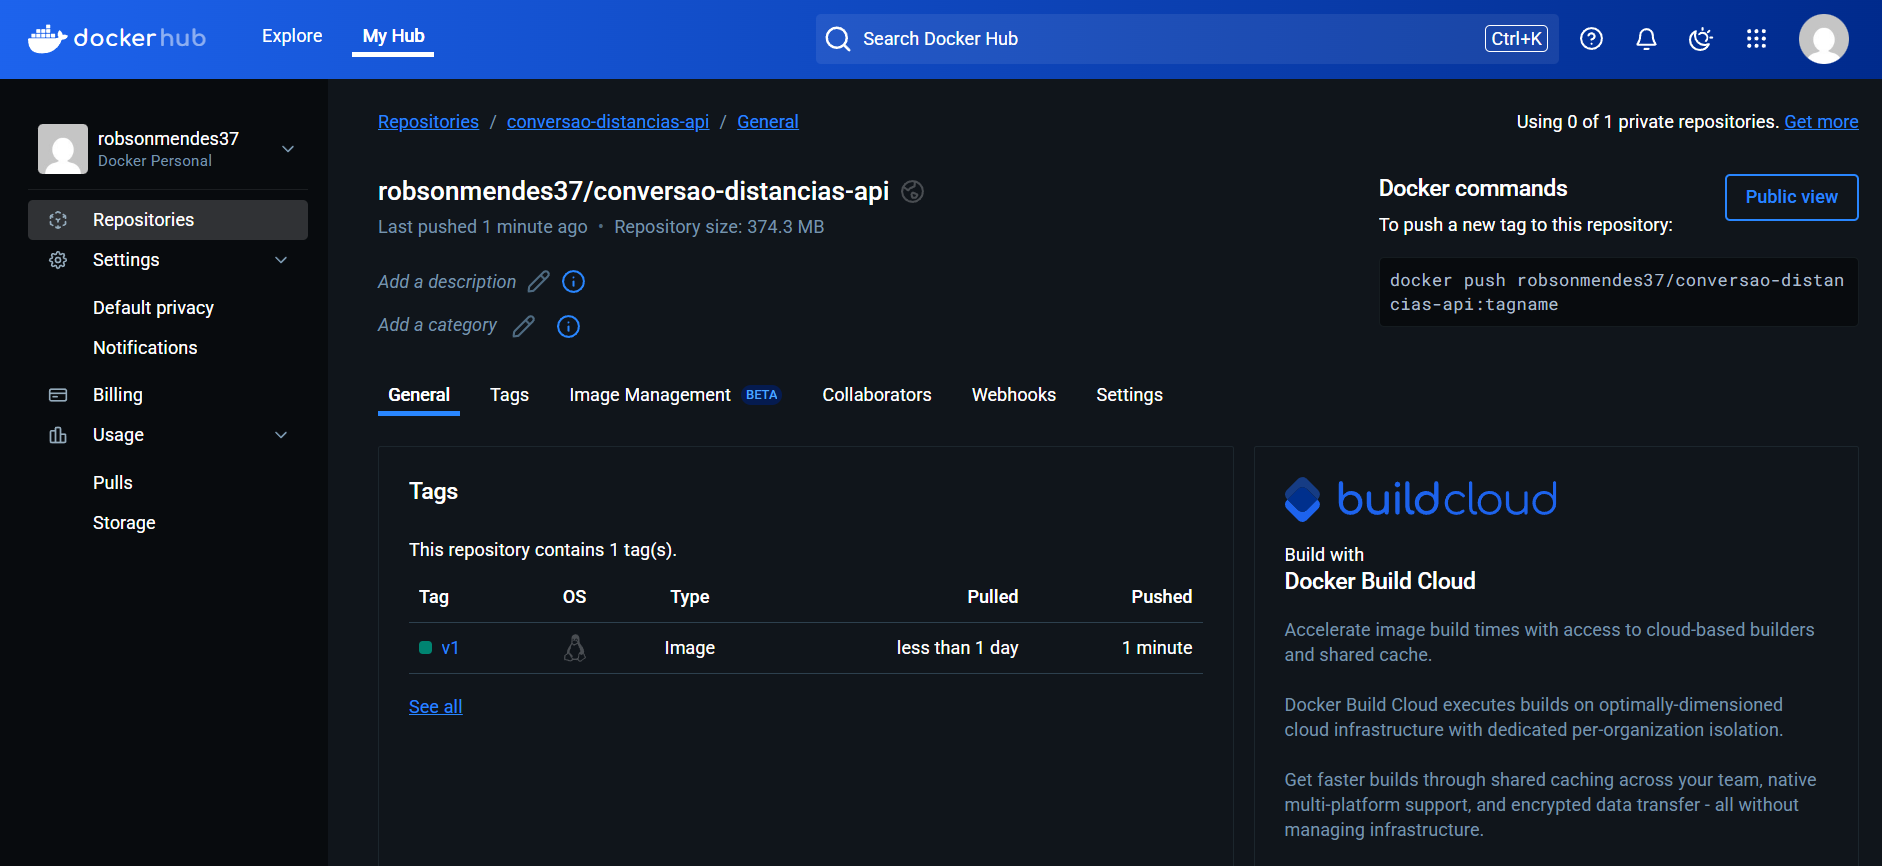 docker hub
Explore
My Hub
Search Docker Hub
Ctrl+K
robsonmendes37
Docker Personal
Repositories
Settings
Default privacy
Notifications
Billing
Usage
Pulls
Storage
Repositories / conversao-distancias-api / General
Using 0 of 1 private repositories. Get more
robsonmendes37/conversao-distancias-api
Last pushed 1 minute ago • Repository size: 374.3 MB
Add a description
Add a category
Docker commands
Public view
To push a new tag to this repository:
docker push robsonmendes37/conversao-distan
cias-api:tagname
General
Tags
Image Management BETA
Collaborators
Webhooks
Settings
Tags
This repository contains 1 tag(s).
Tag OS Type Pulled Pushed
v1 Image less than 1 day 1 minute
See all
buildcloud
Build with
Docker Build Cloud
Accelerate image build times with access to cloud-based builders
and shared cache.
Docker Build Cloud executes builds on optimally-dimensioned
cloud infrastructure with dedicated per-organization isolation.
Get faster builds through shared caching across your team, native
multi-platform support, and encrypted data transfer - all without
managing infrastructure.